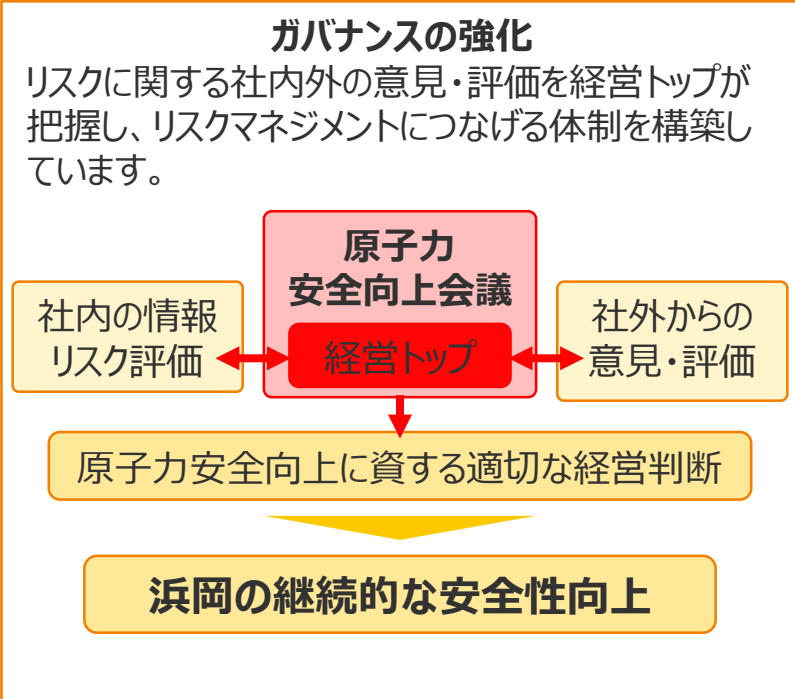 ガバナンスの強化
リスクに関する社内外の意見・評価を経営トップが
把握し、リスクマネジメントにつなげる体制を構築し
ています。
原子力
安全向上会議
経営トップ
社内の情報
リスク評価
社外からの
意見・評価
原子力安全向上に資する適切な経営判断
浜岡の継続的な安全性向上